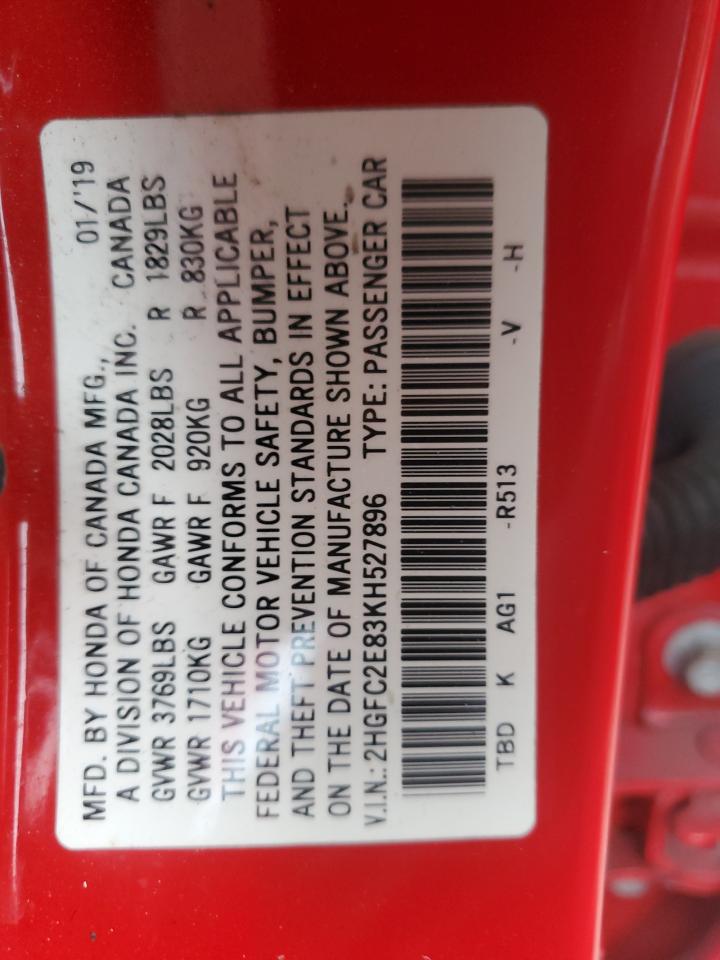 MFD. BY HONDA OF CANADA MFG., 01/'19
A DIVISION OF HONDA CANADA INC. CANADA
GVWR 3769LBS GAWR F 2028LBS R 1829LBS
GVWR 1710KG GAWR F 920KG R 830KG
THIS VEHICLE CONFORMS TO ALL APPLICABLE
FEDERAL MOTOR VEHICLE SAFETY, BUMPER,
AND THEFT PREVENTION STANDARDS IN EFFECT
ON THE DATE OF MANUFACTURE SHOWN ABOVE.
V.I.N.: 2HGFC2E83KH527896 TYPE: PASSENGER CAR
TBD K AG1 -R513 -V -H